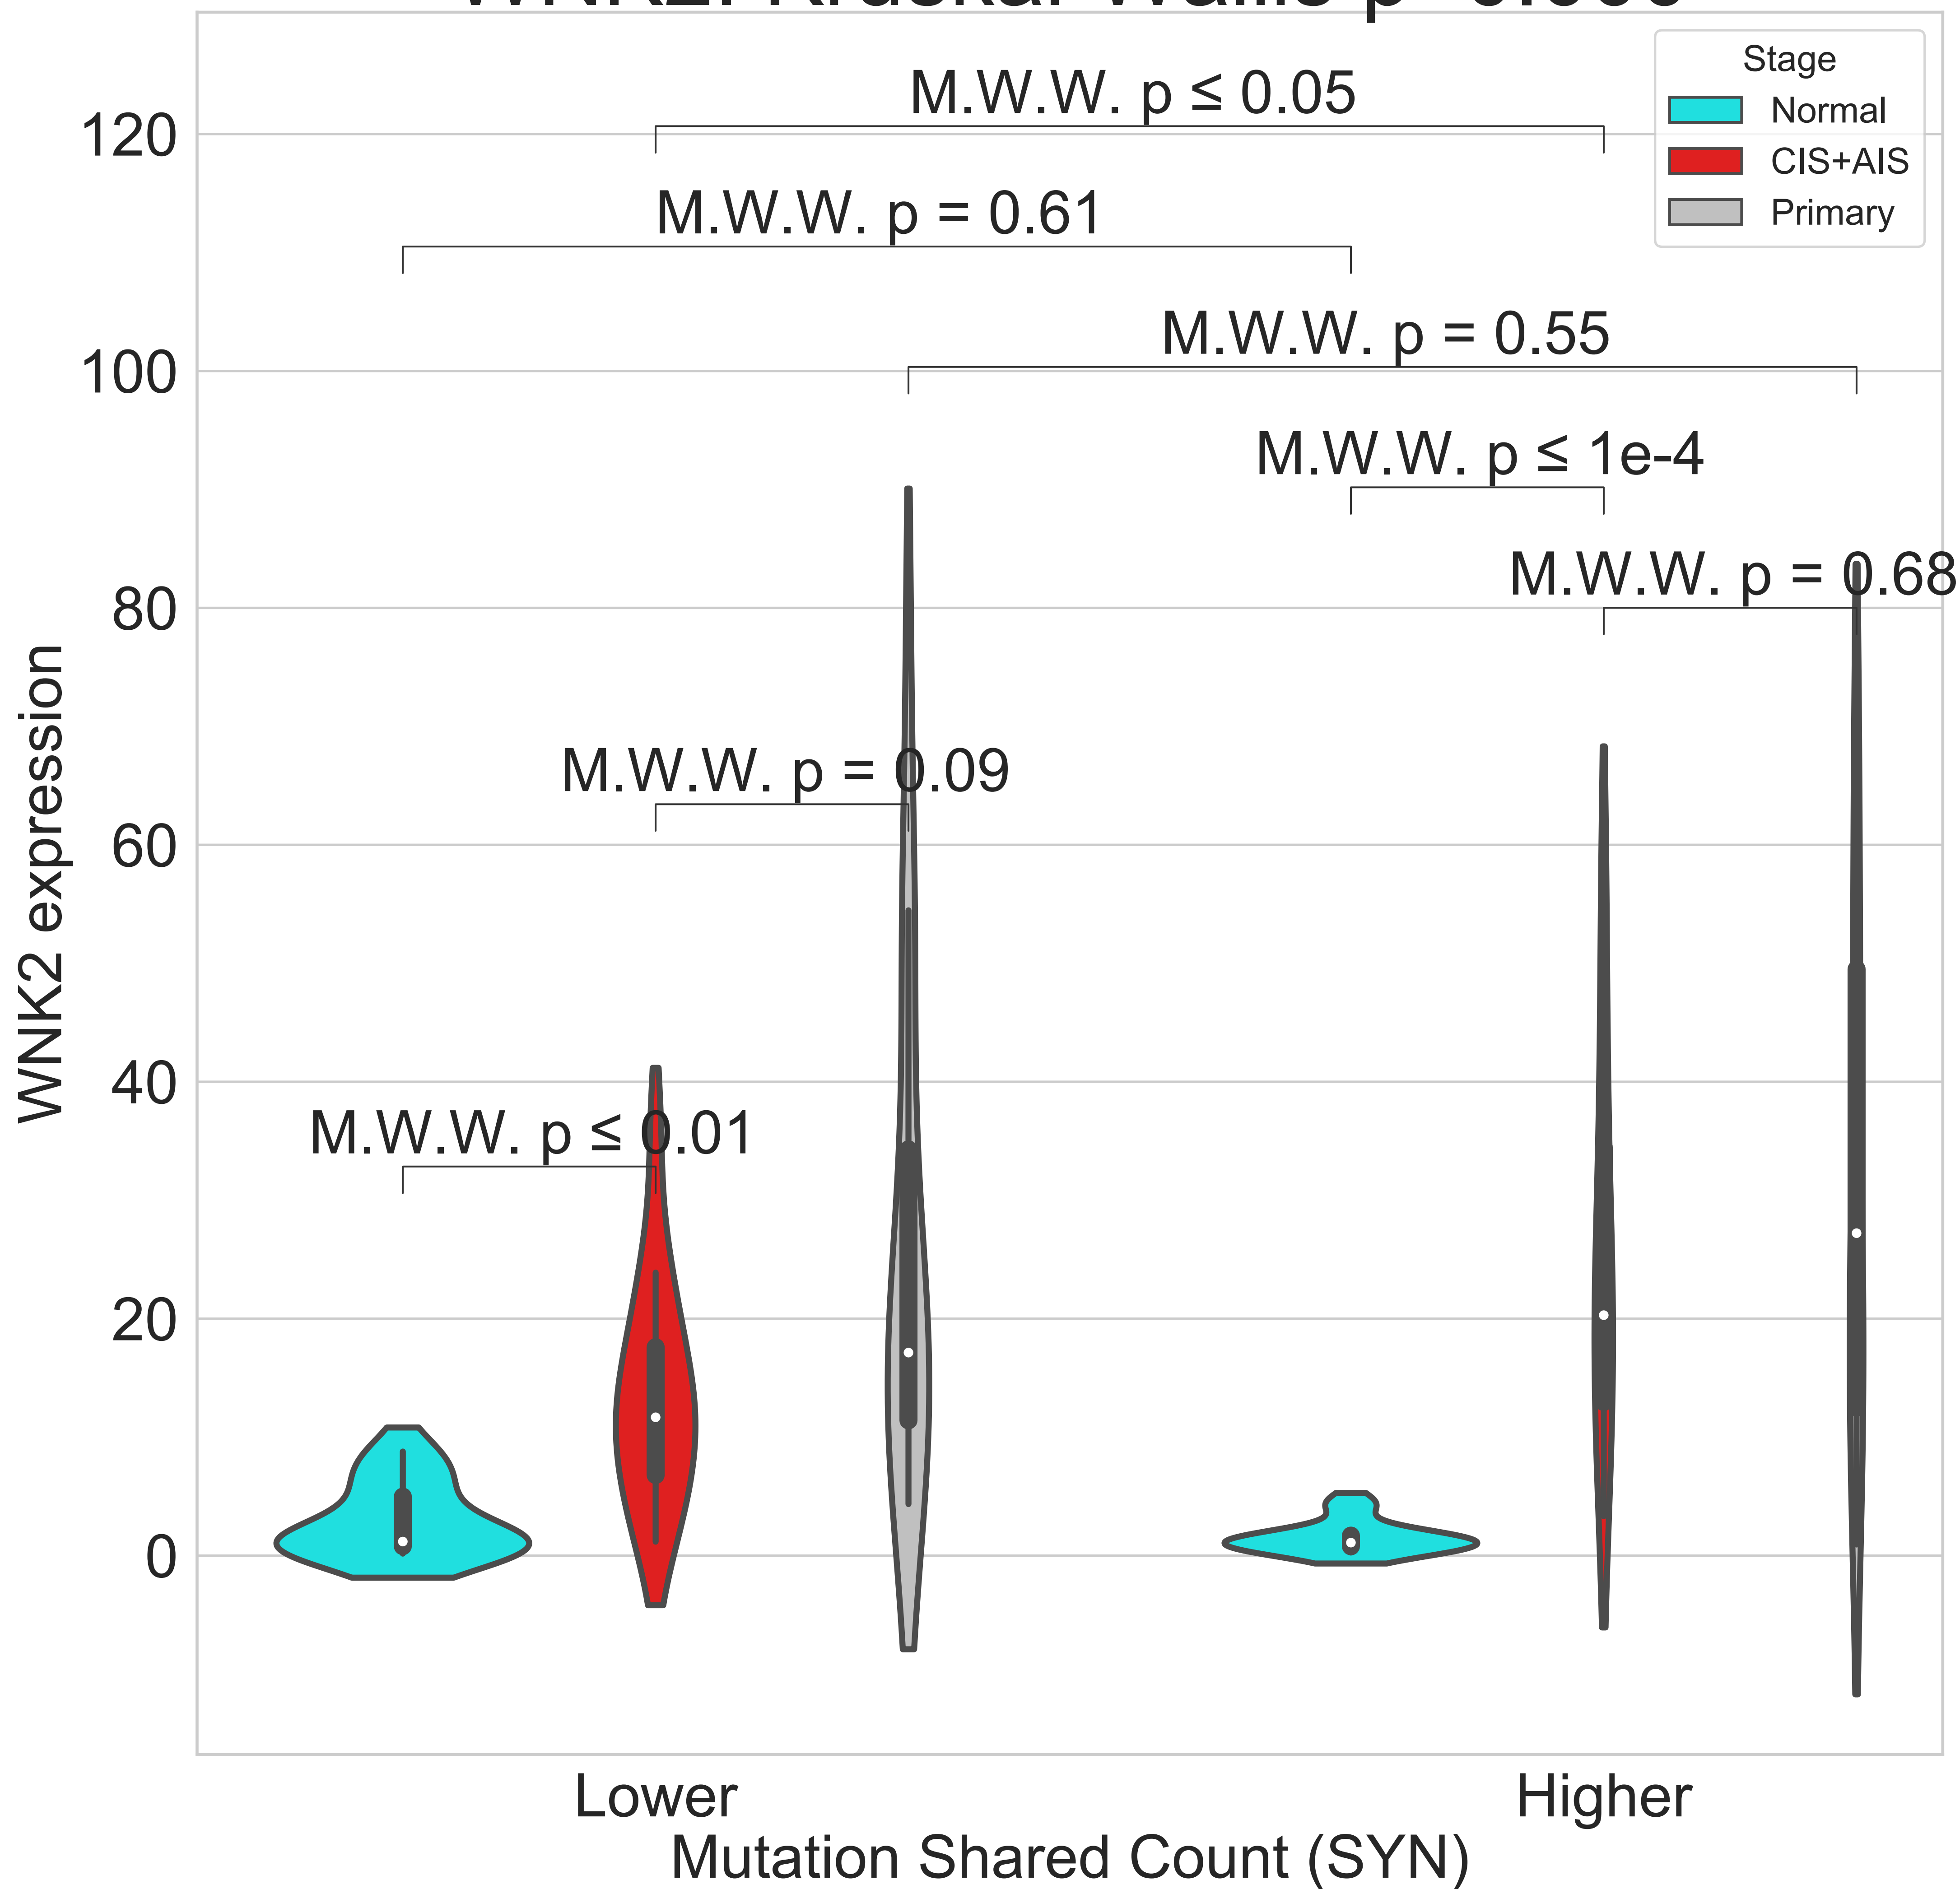 Stage
Normal
CIS+AIS
Primary
M.W.W. p ≤ 0.05
M.W.W. p = 0.61
M.W.W. p = 0.55
M.W.W. p ≤ 1e-4
M.W.W. p = 0.68
M.W.W. p = 0.09
M.W.W. p ≤ 0.01
120
100
80
60
40
20
0
WNK2 expression
Lower
Higher
Mutation Shared Count (SYN)